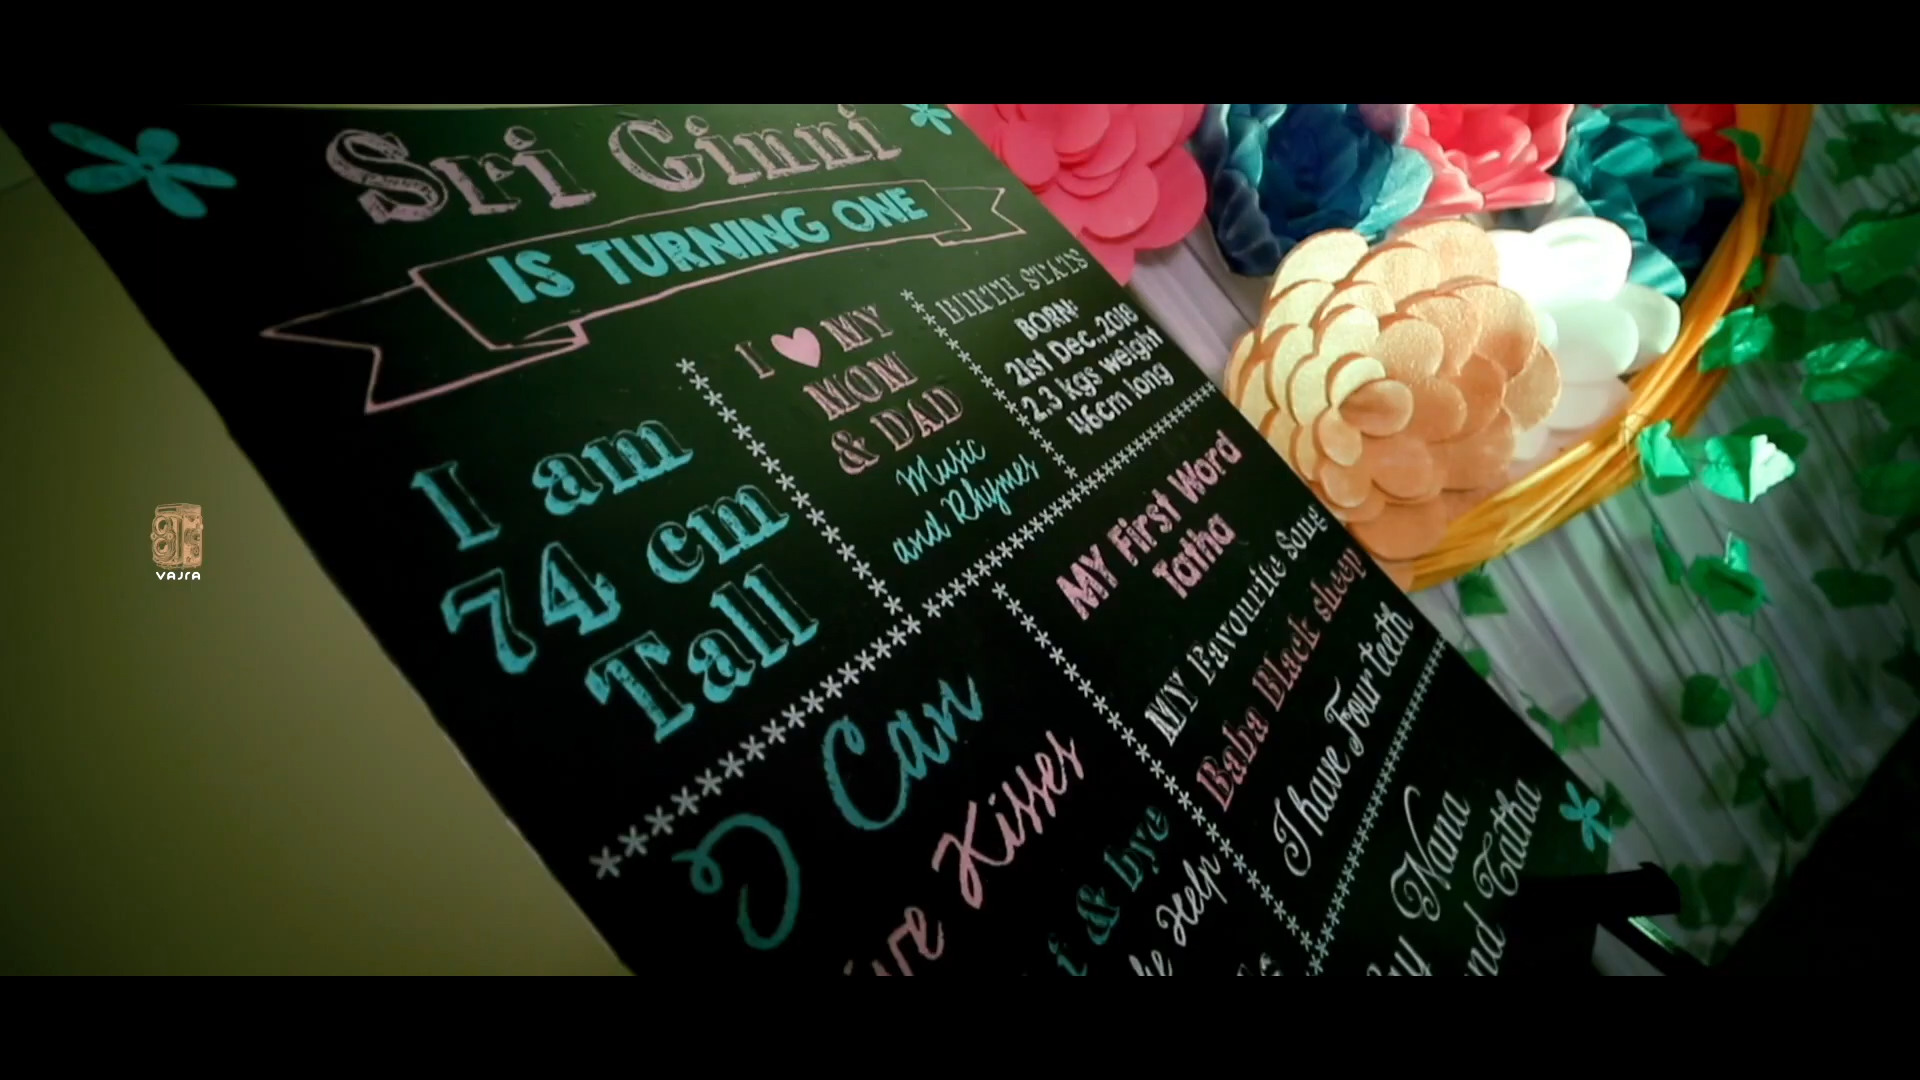 Sri Ginni
IS TURNING ONE
I am
74 cm
Tall
I ♥ MY
MOM
& DAD
Music
and Rhymes
BIRTH STATS
BORN:
21st Dec., 2018
2.3 kgs weight
46cm long
MY First Word
Tatha
MY Favourite Song
Baba Black sheep
I have Four teeth
I Can
Kisses
& bye
Help
Nana
Tatha
VAJRA